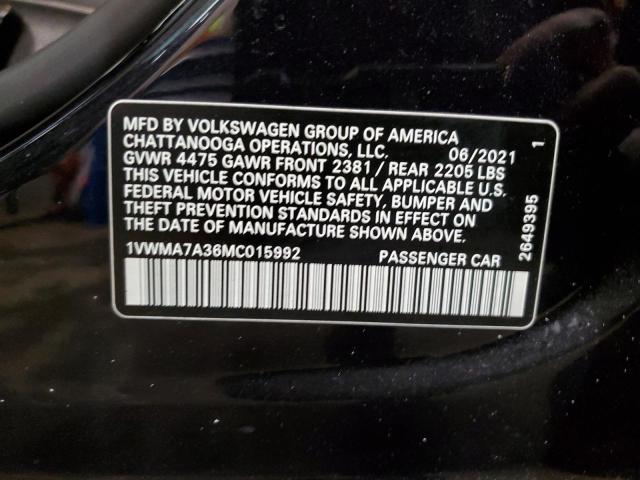 MFD BY VOLKSWAGEN GROUP OF AMERICA
CHATTANOOGA OPERATIONS, LLC. 06/2021 1
GVWR 4475 GAWR FRONT 2381 / REAR 2205 LBS
THIS VEHICLE CONFORMS TO ALL APPLICABLE U.S.
FEDERAL MOTOR VEHICLE SAFETY, BUMPER AND
THEFT PREVENTION STANDARDS IN EFFECT ON
THE DATE OF MANUFACTURE SHOWN ABOVE.
1VWMA7A36MC015992 PASSENGER CAR
2649395